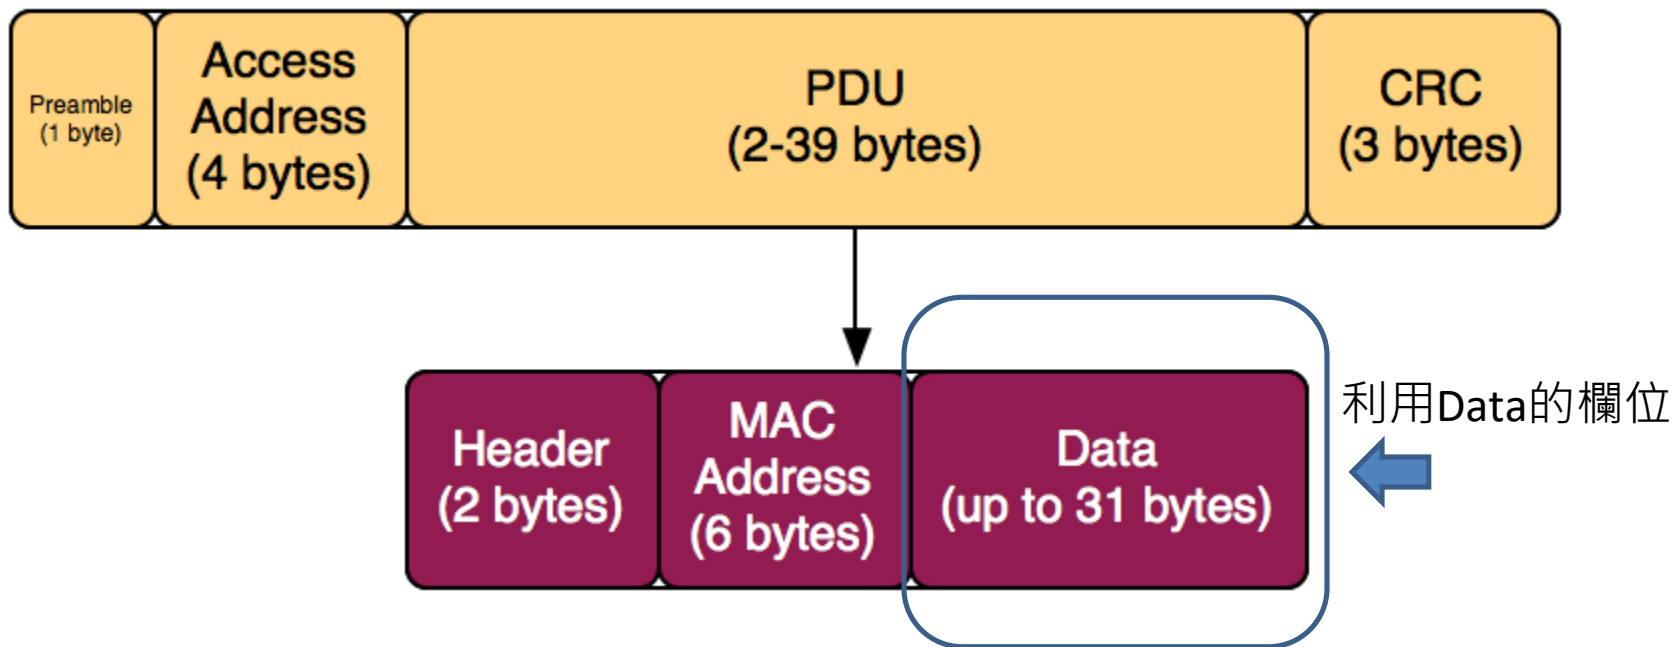 Preamble
(1 byte)
Access
Address
(4 bytes)
PDU
(2-39 bytes)
CRC
(3 bytes)
Header
(2 bytes)
MAC
Address
(6 bytes)
Data
(up to 31 bytes)
利用Data的欄位